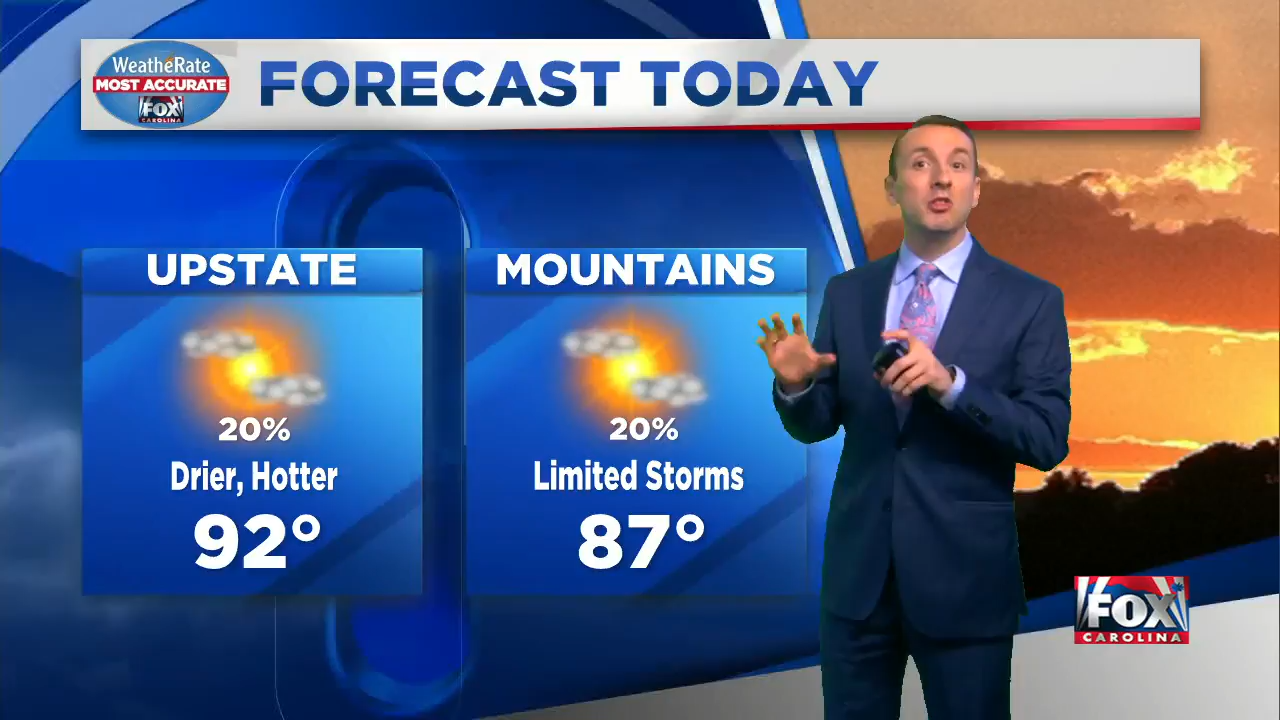 WeatheRate
MOST ACCURATE
FOX
CAROLINA
FORECAST TODAY
UPSTATE
20%
Drier, Hotter
92°
MOUNTAINS
20%
Limited Storms
87°
FOX
CAROLINA